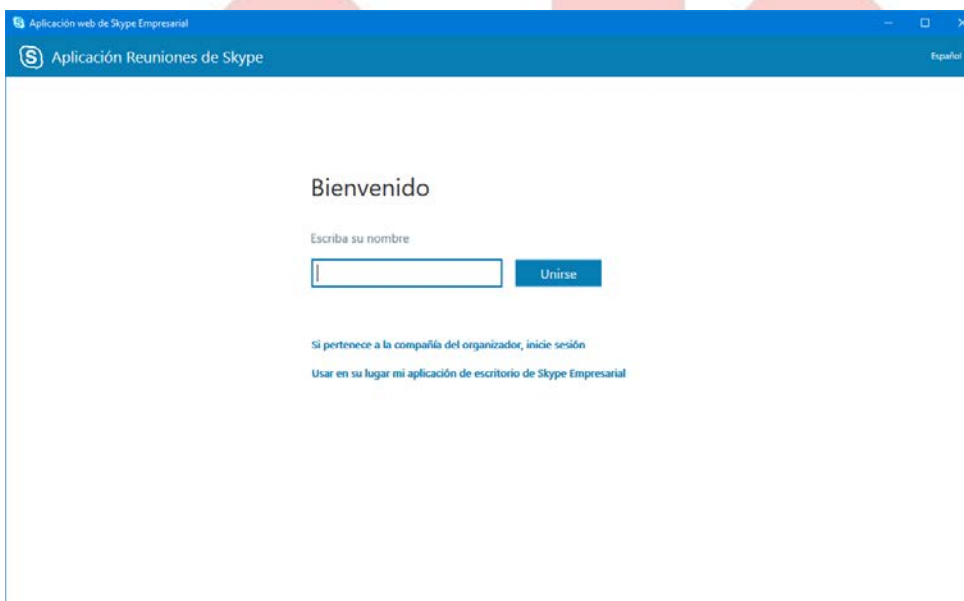 Aplicación web de Skype Empresarial
Aplicación Reuniones de Skype
Español
Bienvenido
Escriba su nombre
Unirse
Si pertenece a la compañía del organizador, inicie sesión
Usar en su lugar mi aplicación de escritorio de Skype Empresarial